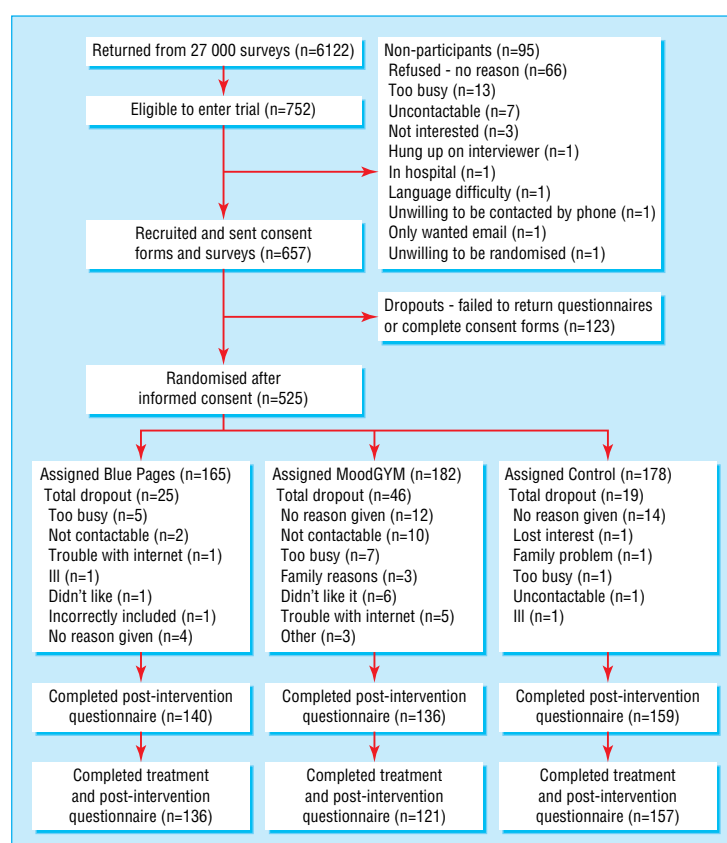 Returned from 27 000 surveys (n=6122)
Eligible to enter trial (n=752)
Non-participants (n=95)
Refused - no reason (n=66)
Too busy (n=13)
Uncontactable (n=7)
Not interested (n=3)
Hung up on interviewer (n=1)
In hospital (n=1)
Language difficulty (n=1)
Unwilling to be contacted by phone (n=1)
Only wanted email (n=1)
Unwilling to be randomised (n=1)
Recruited and sent consent
forms and surveys (n=657)
Dropouts - failed to return questionnaires
or complete consent forms (n=123)
Randomised after
informed consent (n=525)
Assigned Blue Pages (n=165)
Total dropout (n=25)
Too busy (n=5)
Not contactable (n=2)
Trouble with internet (n=1)
Ill (n=1)
Didn't like (n=1)
Incorrectly included (n=1)
No reason given (n=4)
Assigned MoodGYM (n=182)
Total dropout (n=46)
No reason given (n=12)
Not contactable (n=10)
Too busy (n=7)
Family reasons (n=3)
Didn't like it (n=6)
Trouble with internet (n=5)
Other (n=3)
Assigned Control (n=178)
Total dropout (n=19)
No reason given (n=14)
Lost interest (n=1)
Family problem (n=1)
Too busy (n=1)
Uncontactable (n=1)
Ill (n=1)
Completed post-intervention
questionnaire (n=140)
Completed post-intervention
questionnaire (n=136)
Completed post-intervention
questionnaire (n=159)
Completed treatment
and post-intervention
questionnaire (n=136)
Completed treatment
and post-intervention
questionnaire (n=121)
Completed treatment
and post-intervention
questionnaire (n=157)